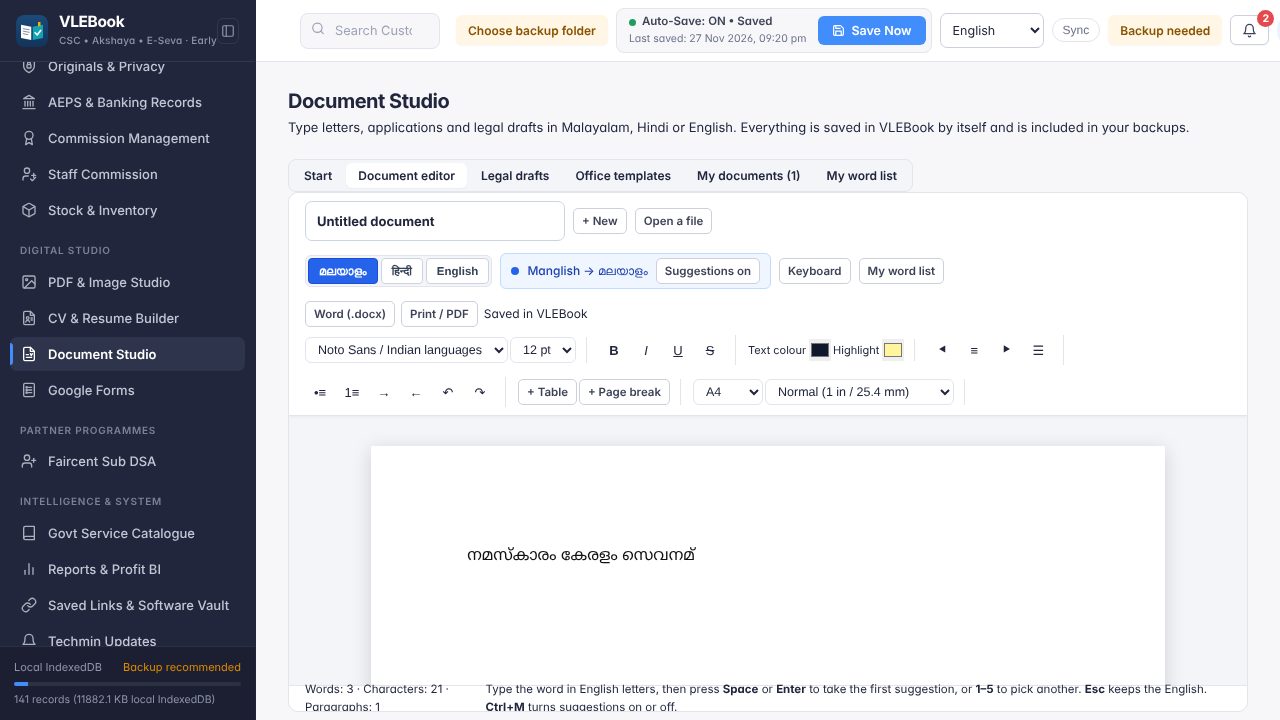 VLEBook
CSC • Akshaya • E-Seva · Early
Originals & Privacy
AEPS & Banking Records
Commission Management
Staff Commission
Stock & Inventory
DIGITAL STUDIO
PDF & Image Studio
CV & Resume Builder
Document Studio
Google Forms
PARTNER PROGRAMMES
Faircent Sub DSA
INTELLIGENCE & SYSTEM
Govt Service Catalogue
Reports & Profit BI
Saved Links & Software Vault
Techmin Updates
Local IndexedDB Backup recommended
141 records (11882.1 KB local IndexedDB)
Search Custo
Choose backup folder
Auto-Save: ON • Saved
Last saved: 27 Nov 2026, 09:20 pm
Save Now
English
Sync
Backup needed
2
Document Studio
Type letters, applications and legal drafts in Malayalam, Hindi or English. Everything is saved in VLEBook by itself and is included in your backups.
Start Document editor Legal drafts Office templates My documents (1) My word list
Untitled document + New Open a file
മലയാളം हिन्दी English Manglish → മലയാളം Suggestions on Keyboard My word list
Word (.docx) Print / PDF Saved in VLEBook
Noto Sans / Indian languages 12 pt B I U S Text colour Highlight
+ Table + Page break A4 Normal (1 in / 25.4 mm)
നമസ്കാരം കേരളം സെവനമ്
Words: 3 · Characters: 21 ·
Paragraphs: 1
Type the word in English letters, then press Space or Enter to take the first suggestion, or 1–5 to pick another. Esc keeps the English.
Ctrl+M turns suggestions on or off.